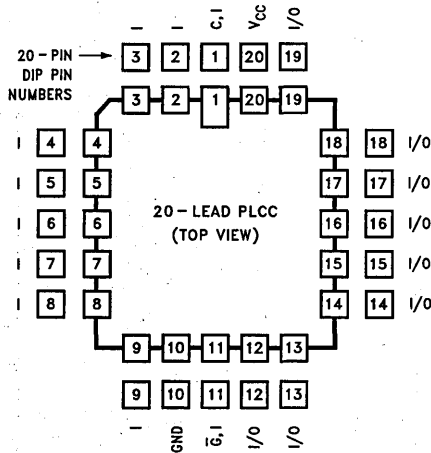 I I C, I VCC I/O
20-PIN 3 2 1 20 19
DIP PIN
NUMBERS
3 2 1 20 19
I 4 4 18 18 I/O
I 5 5 17 17 I/O
20-LEAD PLCC
(TOP VIEW)
I 6 6 16 16 I/O
I 7 7 15 15 I/O
I 8 8 14 14 I/O
9 10 11 12 13
9 10 11 12 13
I GND G̅, I I/O I/O